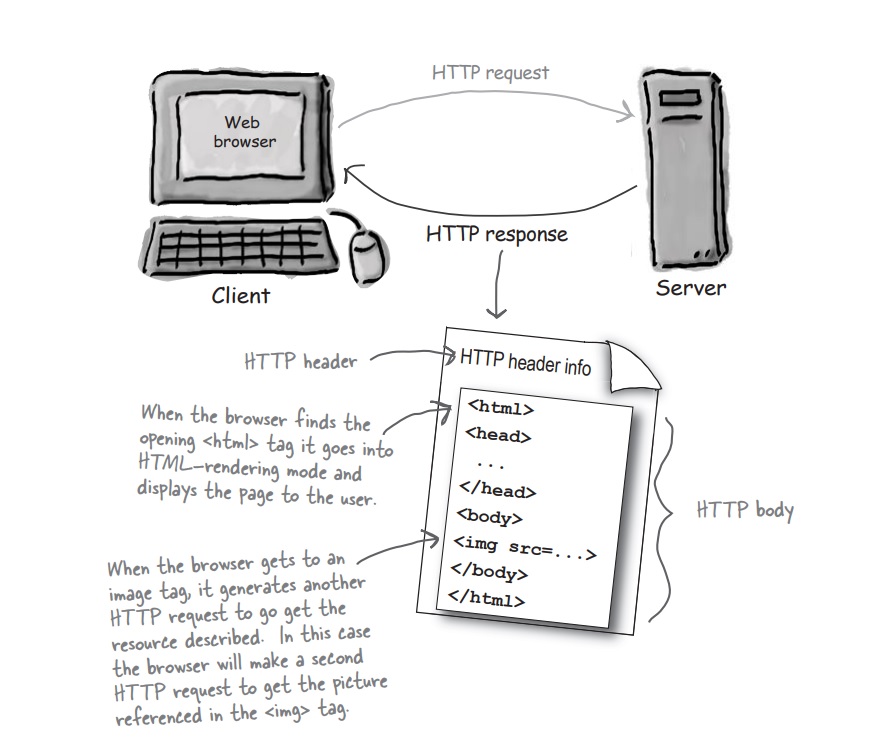 HTTP request
Web
browser
HTTP response
Client
Server
HTTP header
HTTP header info
When the browser finds the
opening <html> tag it goes into
HTML-rendering mode and
displays the page to the user.
<html>
<head>
...
</head>
<body>
<img src=...>
</body>
</html>
HTTP body
When the browser gets to an
image tag, it generates another
HTTP request to go get the
resource described. In this case
the browser will make a second
HTTP request to get the picture
referenced in the <img> tag.